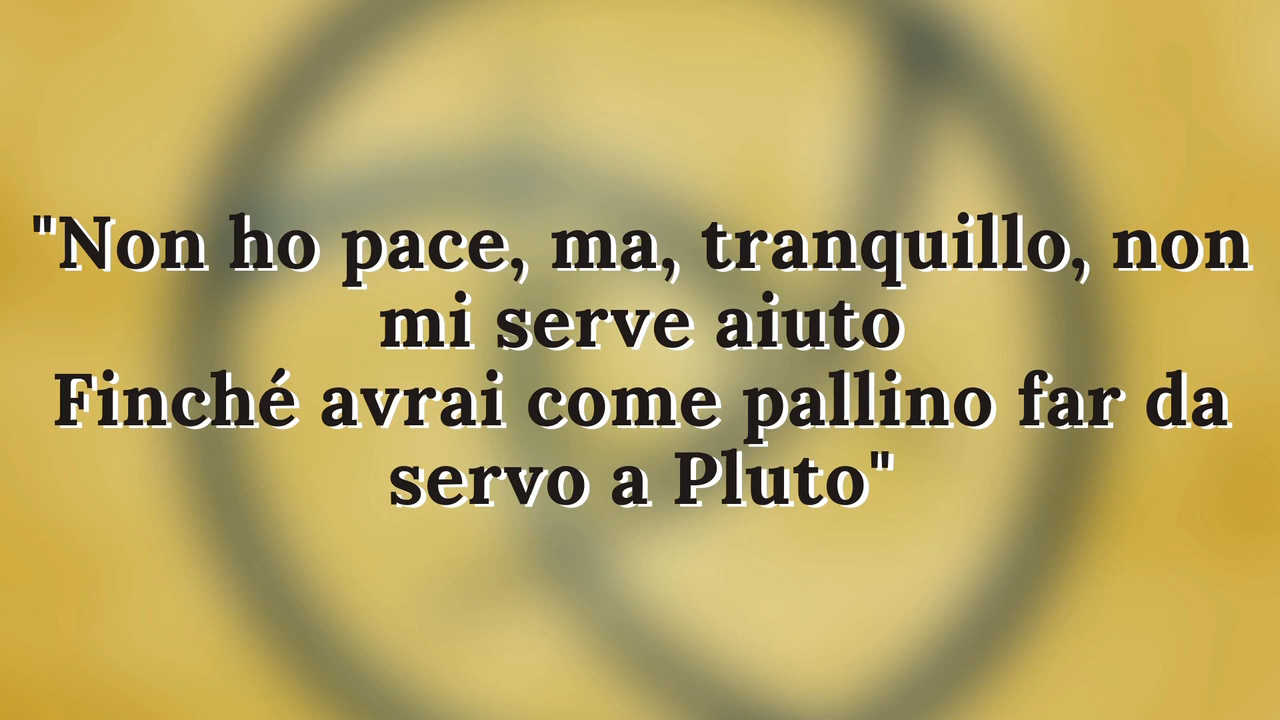 "Non ho pace, ma, tranquillo, non
mi serve aiuto
Finché avrai come pallino far da
servo a Pluto"